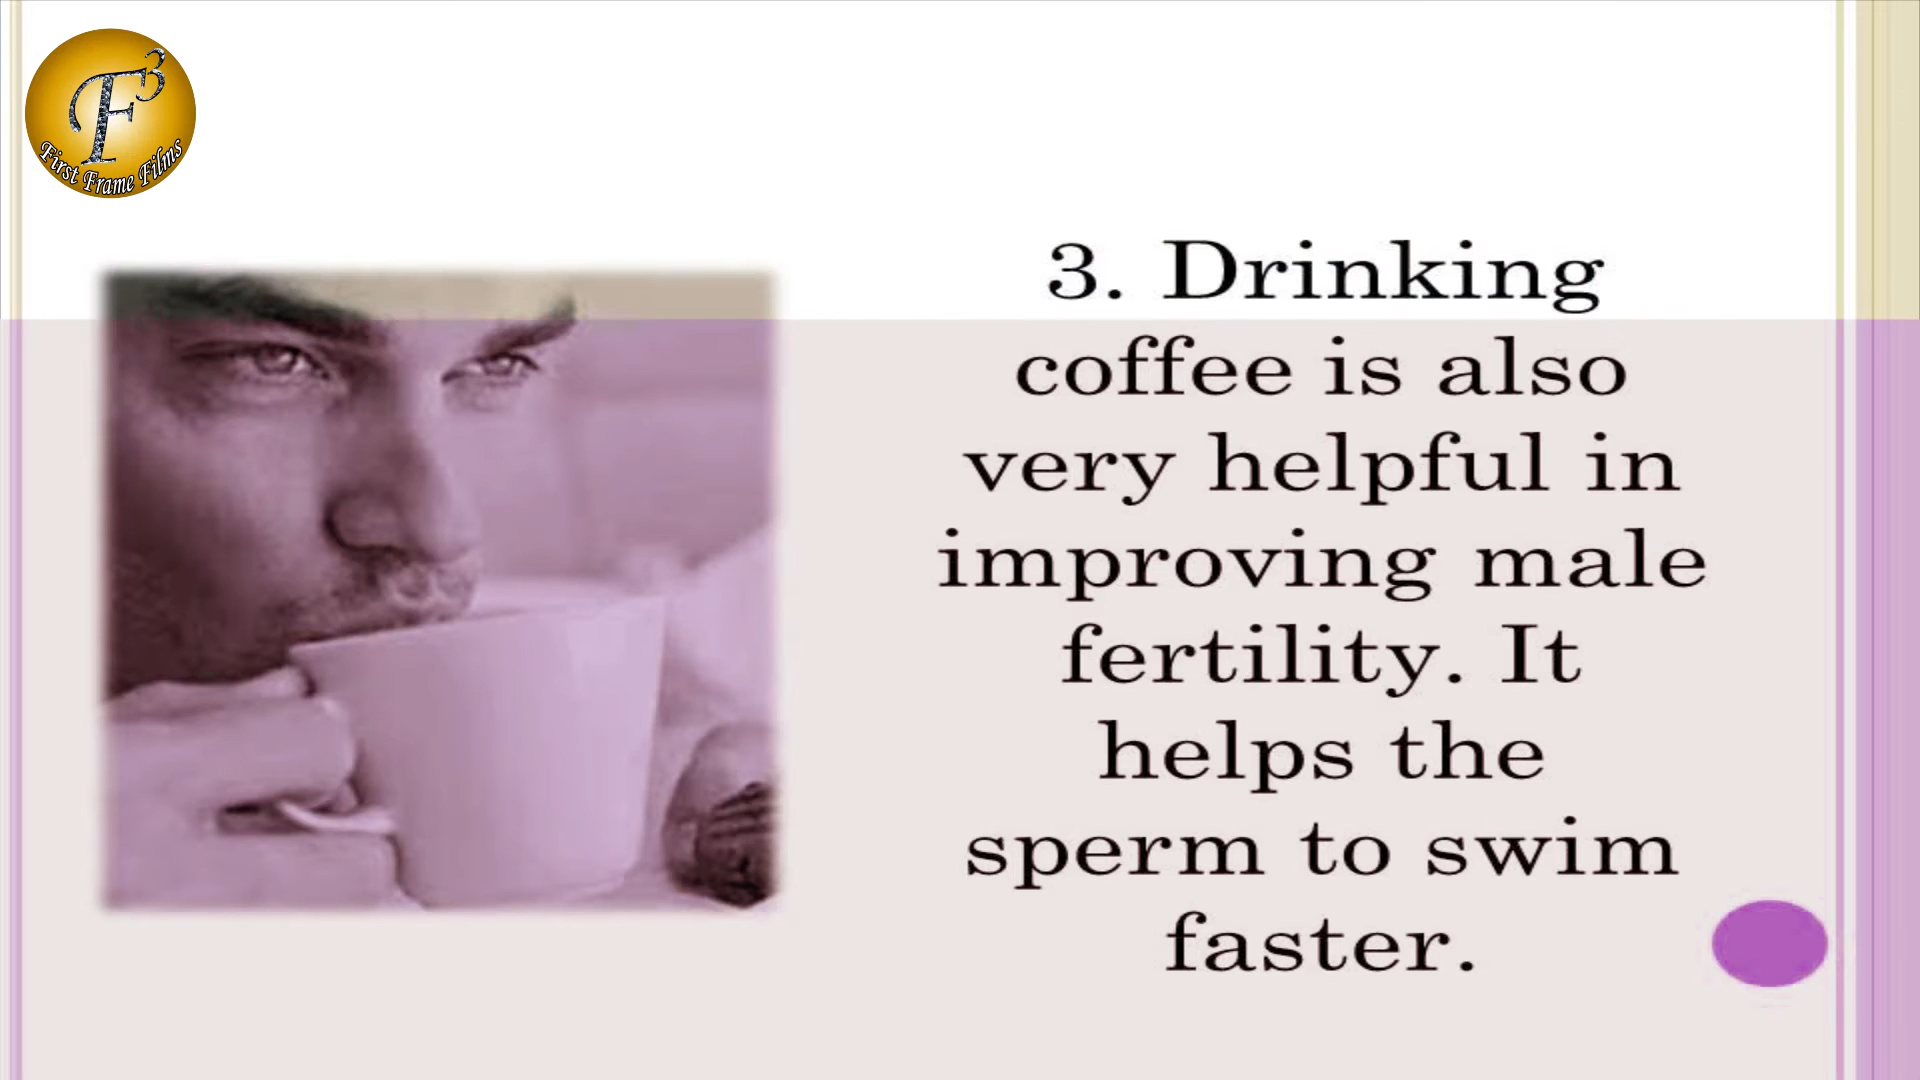 F3
First Frame Films
3. Drinking
coffee is also
very helpful in
improving male
fertility. It
helps the
sperm to swim
faster.